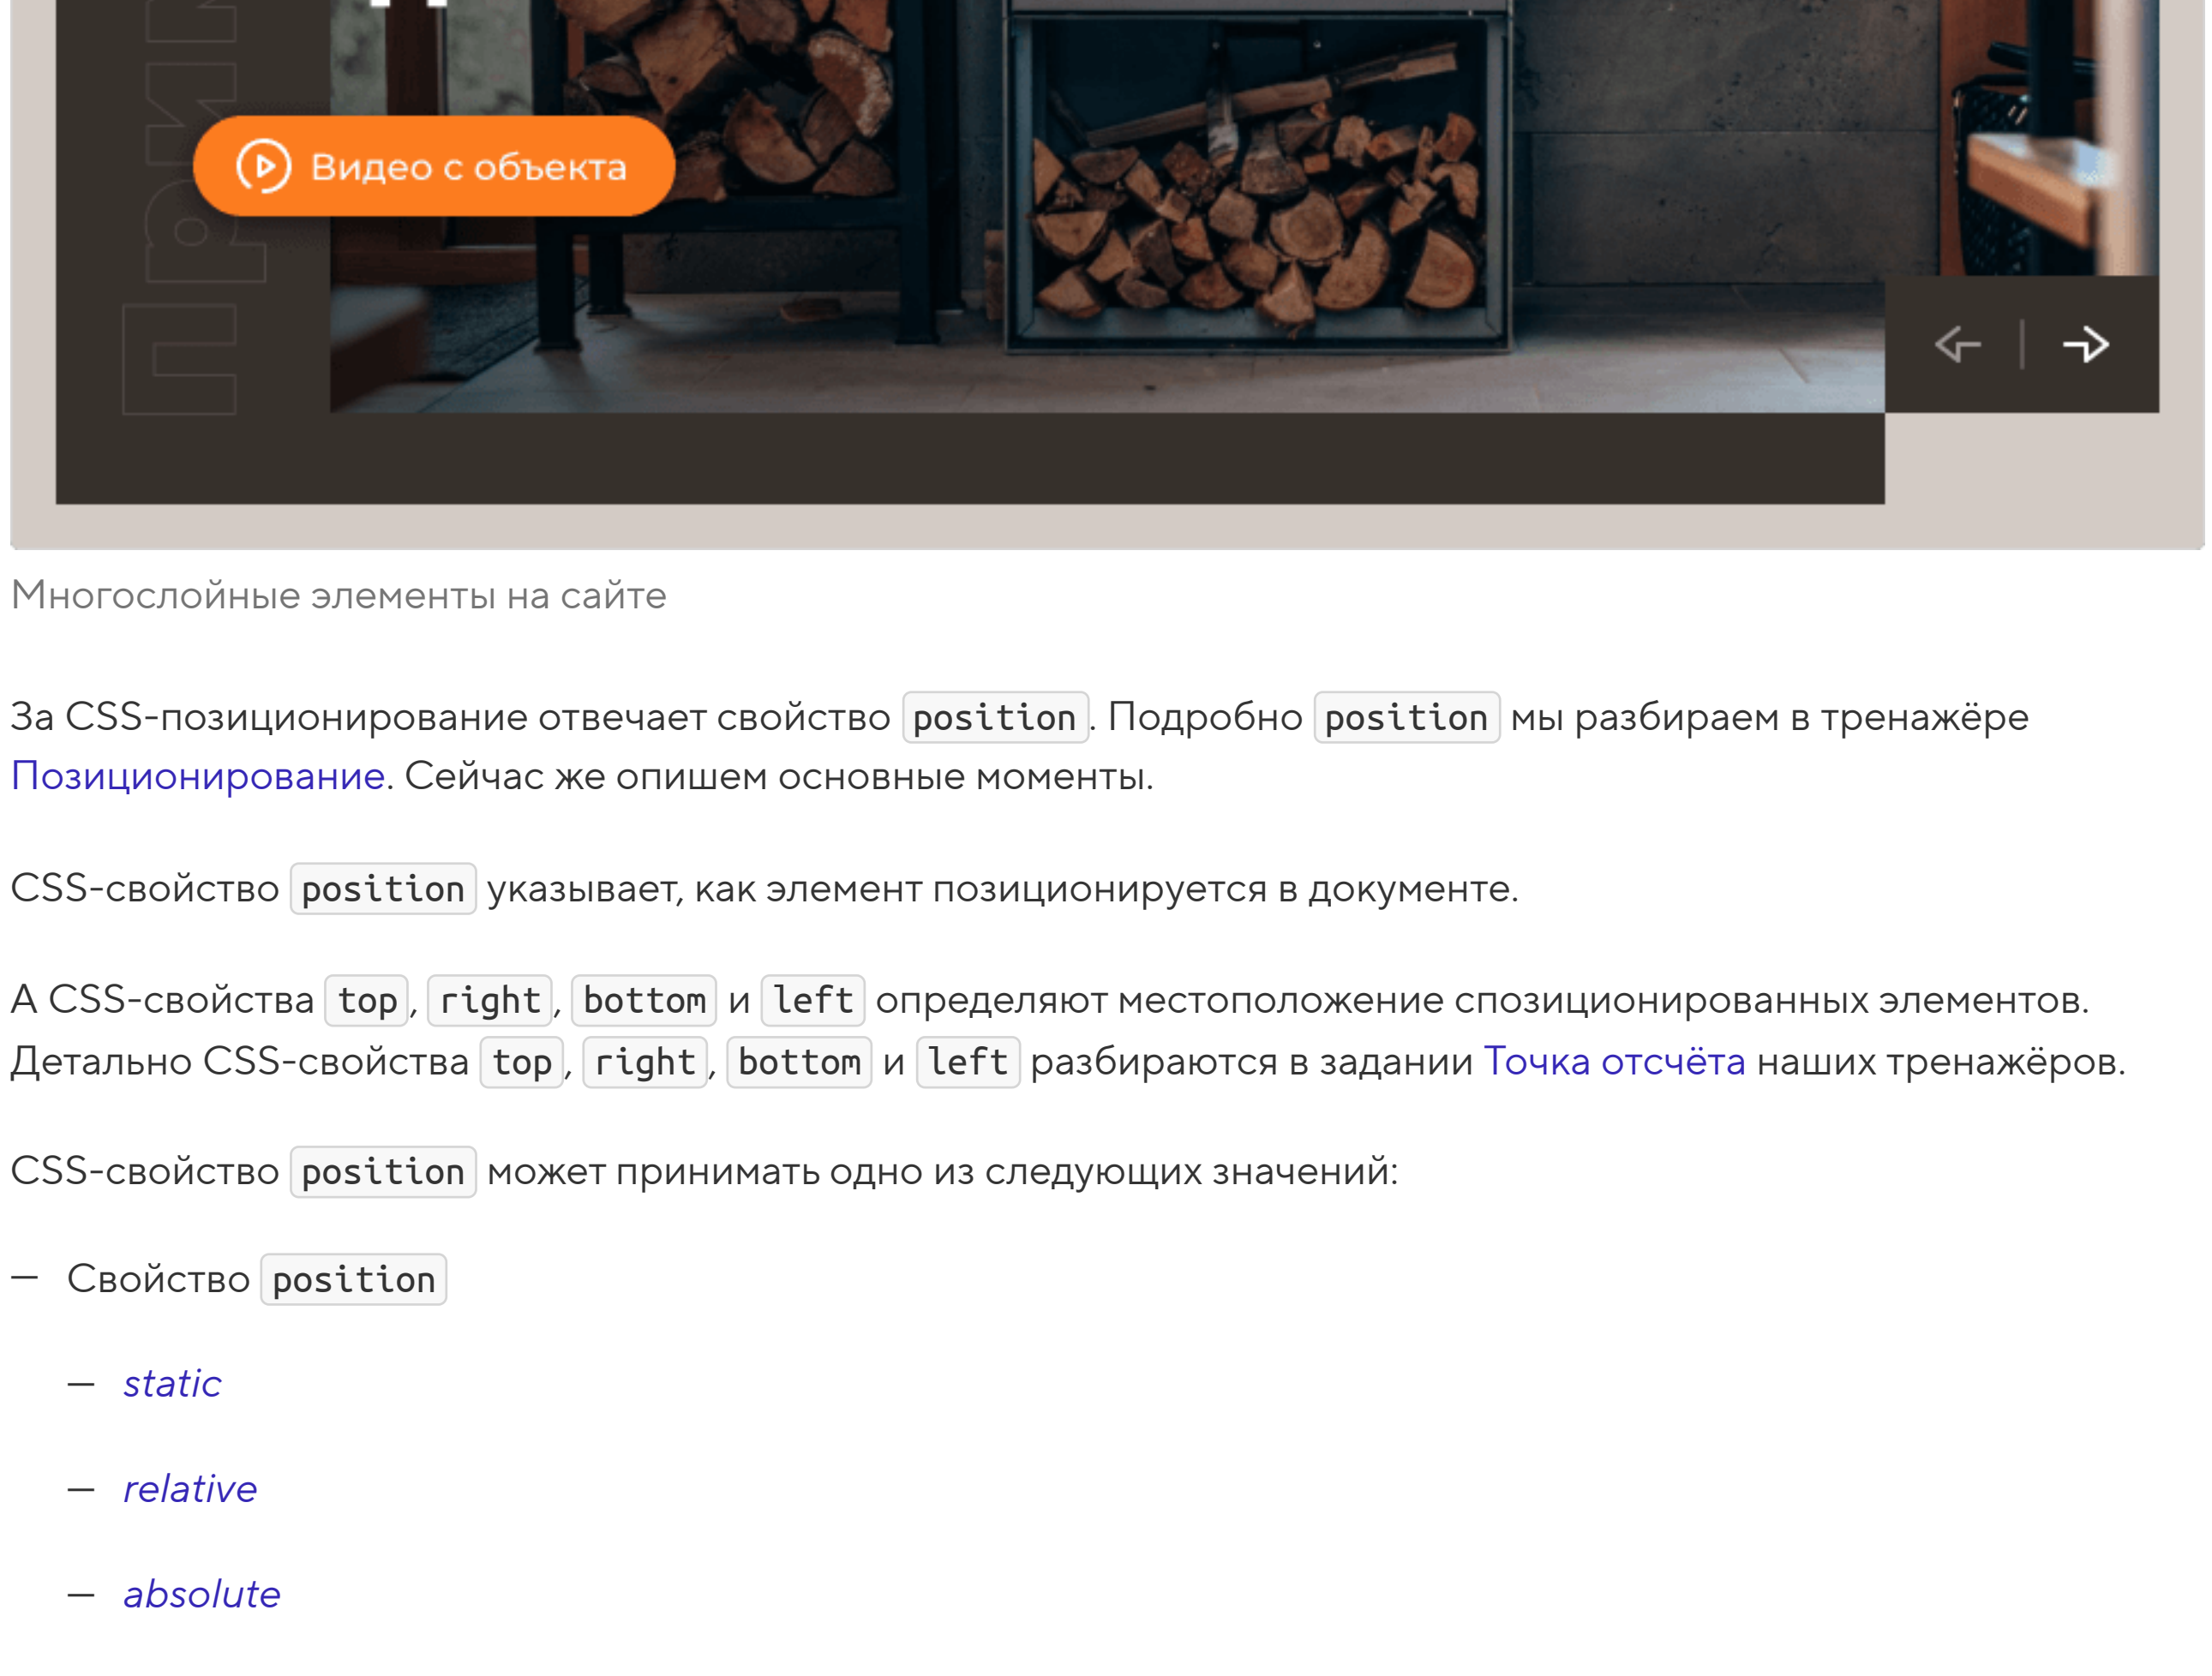 При
Видео с объекта
Многослойные элементы на сайте
За CSS-позиционирование отвечает свойство position. Подробно position мы разбираем в тренажёре
Позиционирование. Сейчас же опишем основные моменты.
CSS-свойство position указывает, как элемент позиционируется в документе.
А CSS-свойства top, right, bottom и left определяют местоположение спозиционированных элементов.
Детально CSS-свойства top, right, bottom и left разбираются в задании Точка отсчёта наших тренажёров.
CSS-свойство position может принимать одно из следующих значений:
— Свойство position
— static
— relative
— absolute